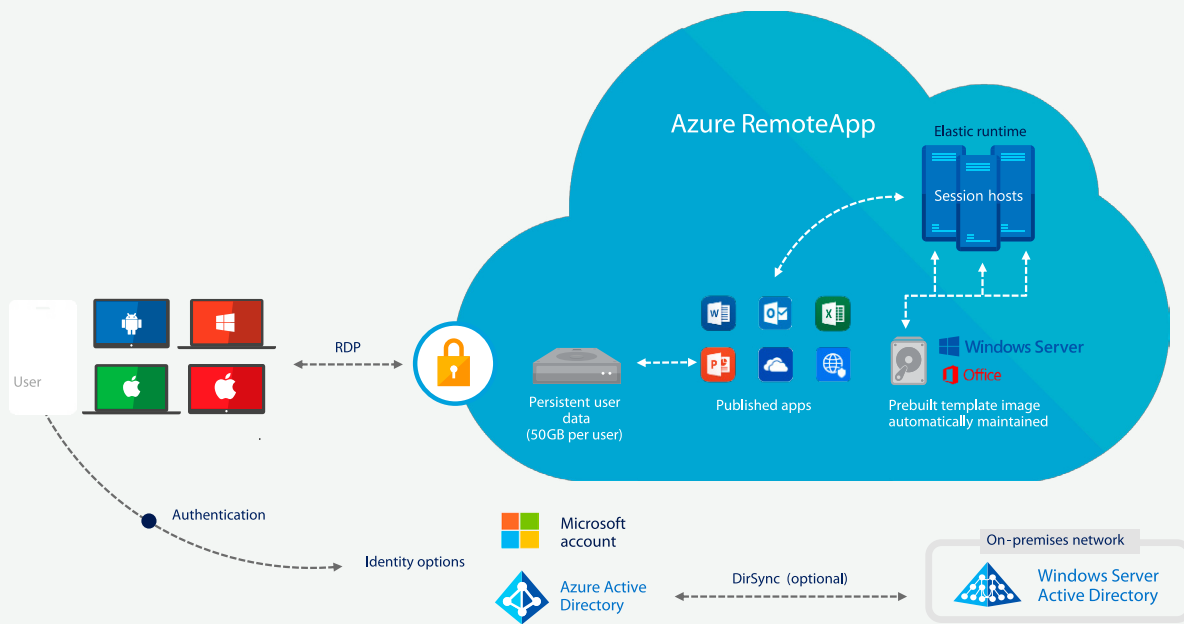 Azure RemoteApp
Elastic runtime
Session hosts
User
RDP
W
O
X
P
Windows Server
Office
Persistent user
data
(50GB per user)
Published apps
Prebuilt template image
automatically maintained
Authentication
Identity options
Microsoft
account
Azure Active
Directory
DirSync (optional)
On-premises network
Windows Server
Active Directory